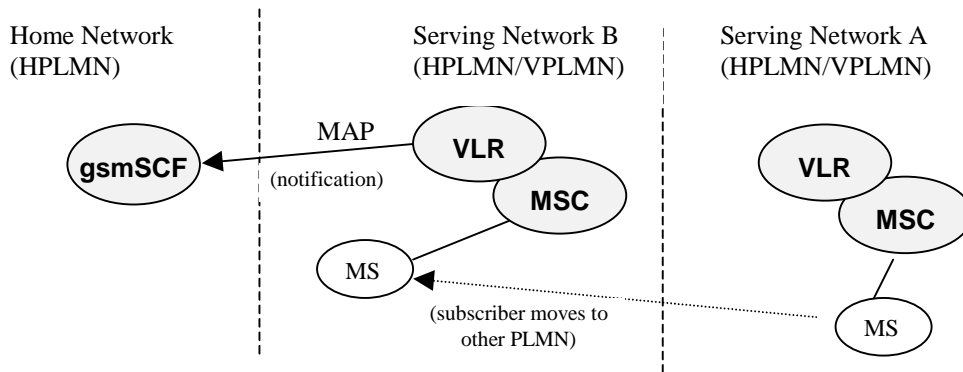 Home Network
(HPLMN)
Serving Network B
(HPLMN/VPLMN)
Serving Network A
(HPLMN/VPLMN)
gsmSCF
MAP
(notification)
VLR
MSC
MS
VLR
MSC
MS
(subscriber moves to
other PLMN)